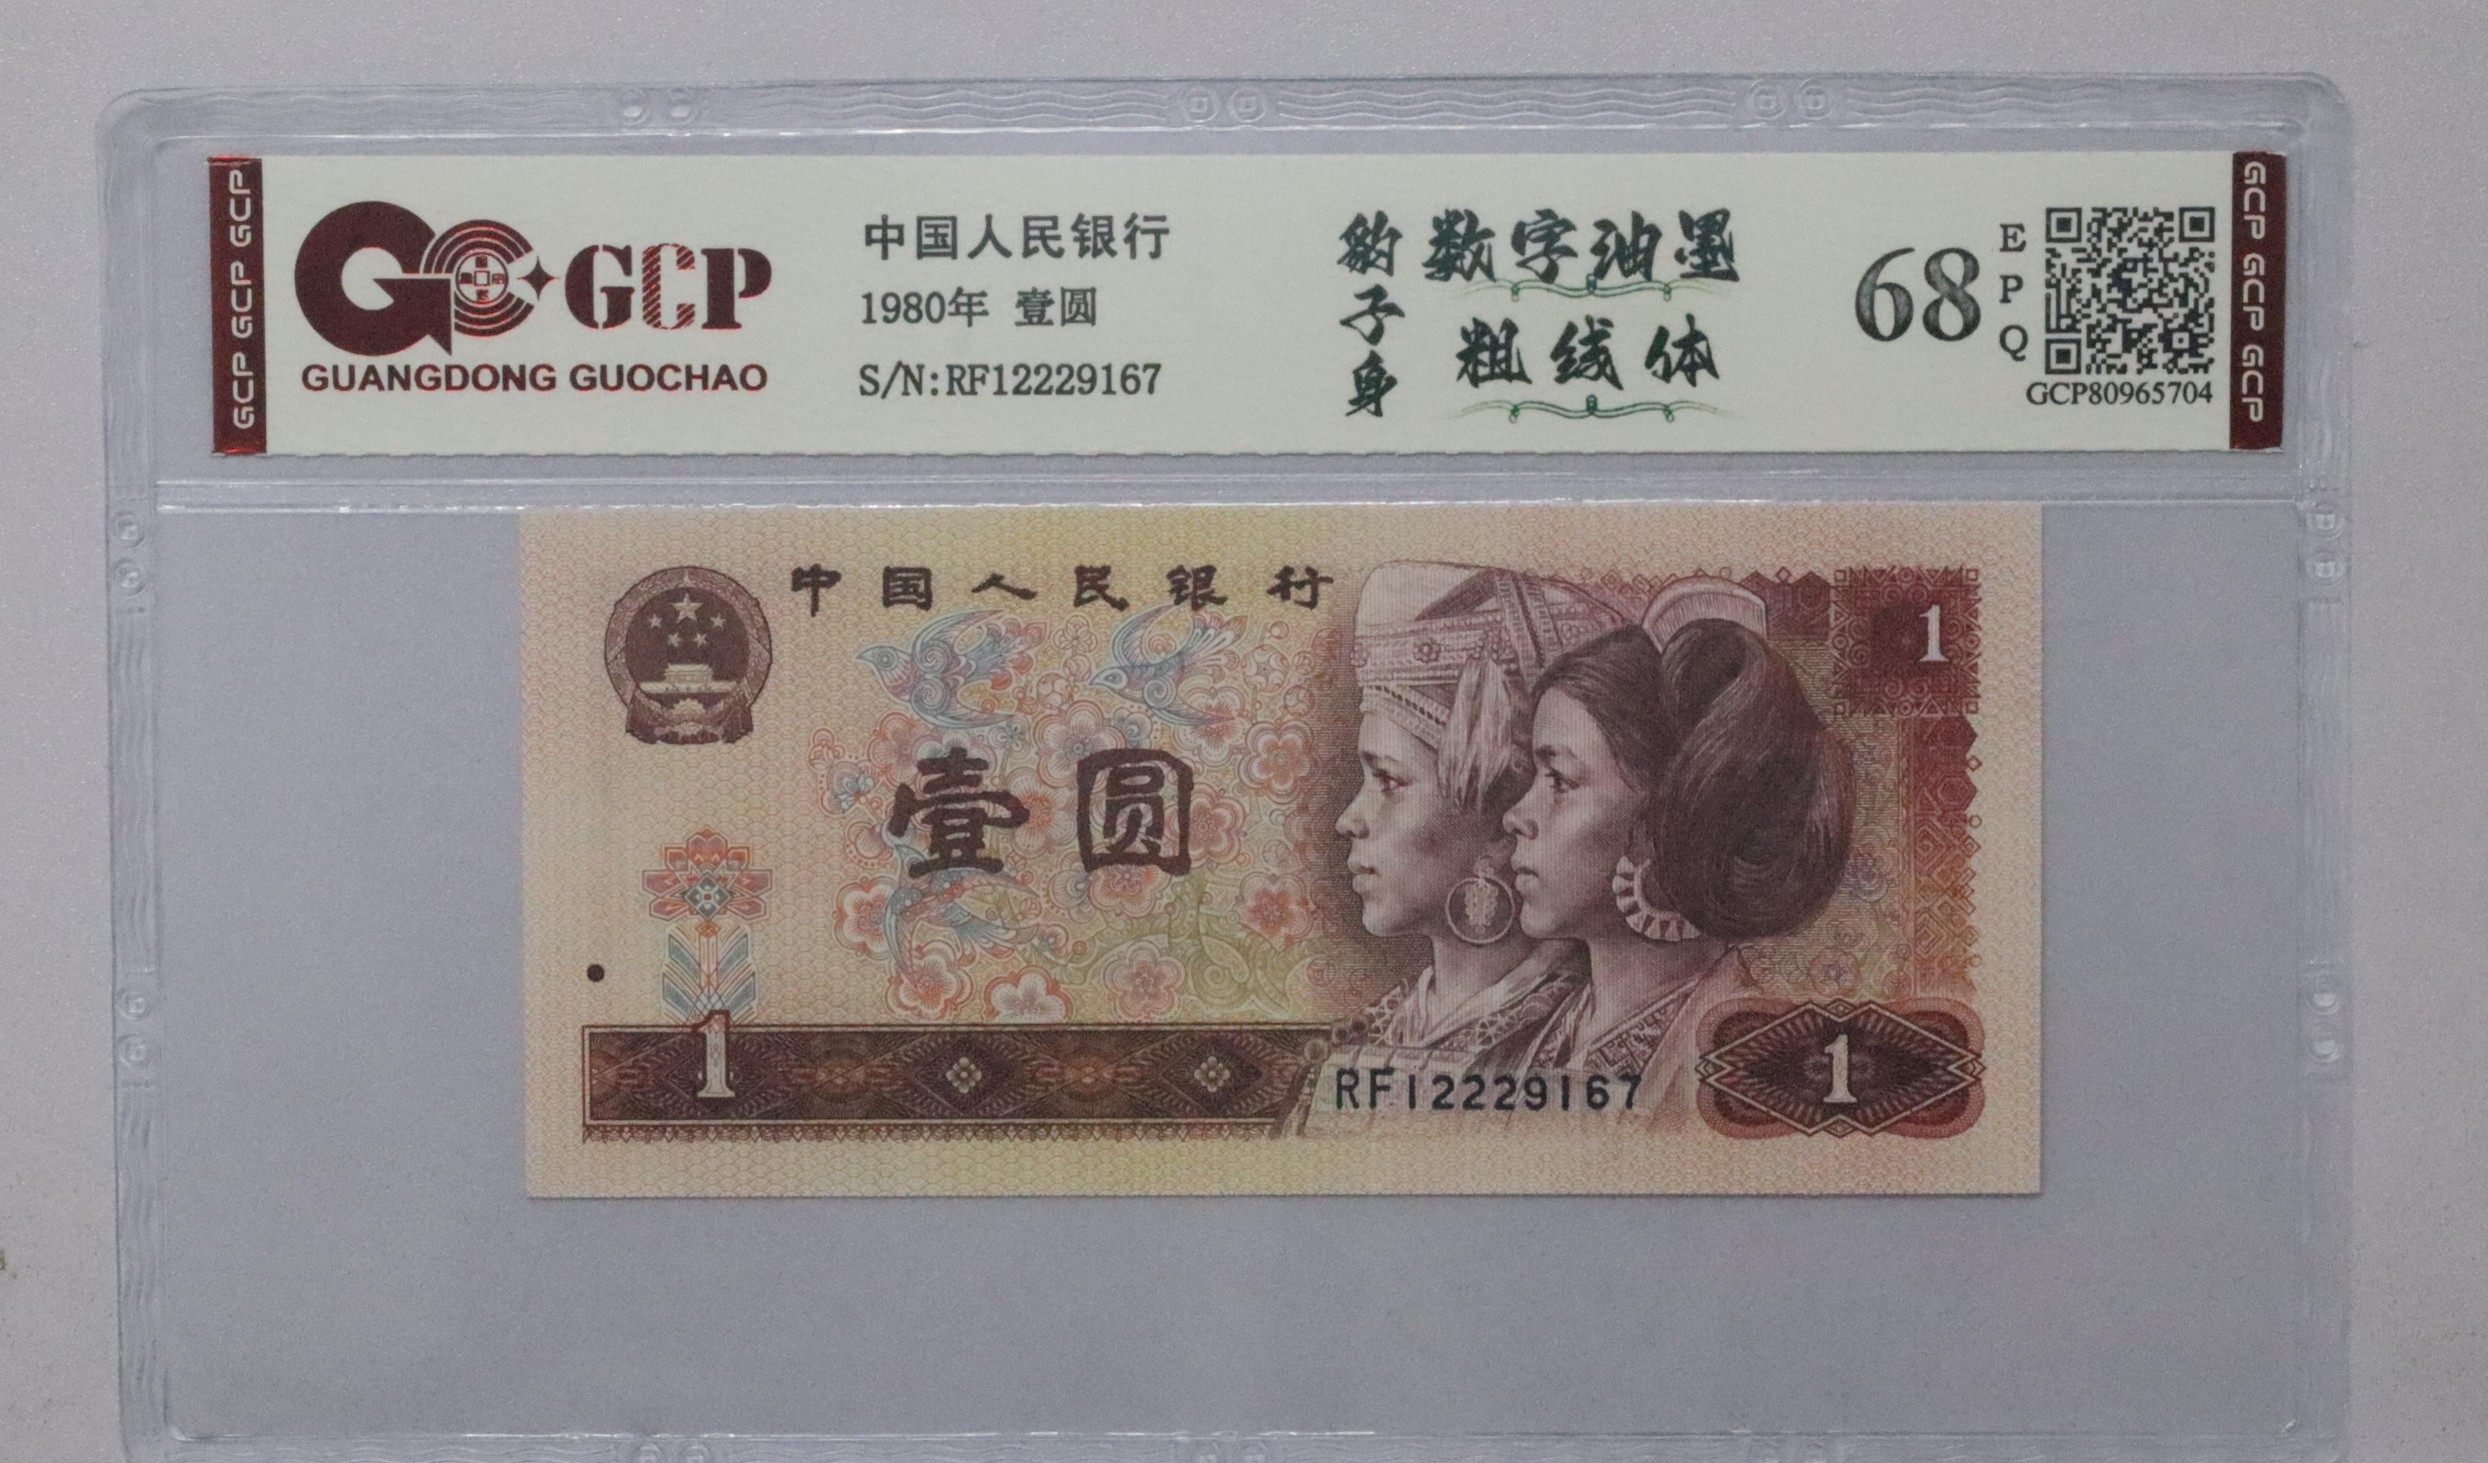 GCP GCP GCP
GCP
GUANGDONG GUOCHAO
中国人民银行
1980年 壹圆
S/N:RF12229167
豹子身
数字油墨
粗线体
68
EPQ
GCP80965704
GCP GCP GCP
中国人民银行
1
壹圆
1
RF12229167
1